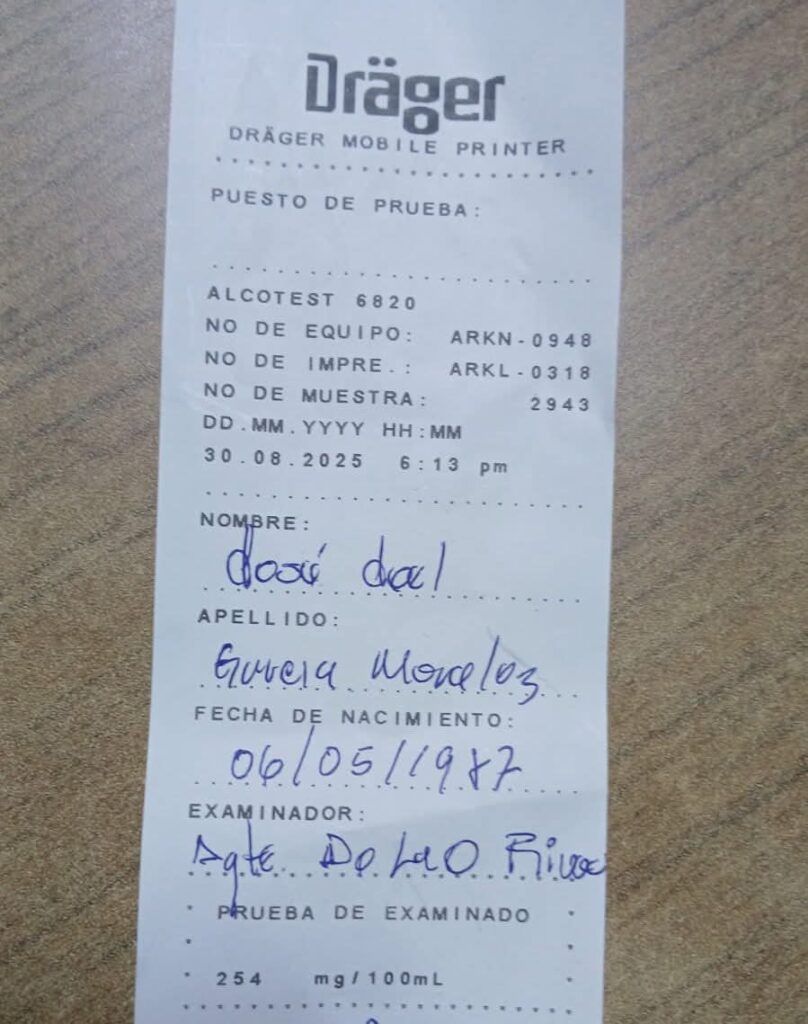 Dräger
DRÄGER MOBILE PRINTER
PUESTO DE PRUEBA:
ALCOTEST 6820
NO DE EQUIPO: ARKN-0948
NO DE IMPRE.: ARKL-0318
NO DE MUESTRA: 2943
DD.MM.YYYY HH:MM
30.08.2025 6:13 pm
NOMBRE:
José
APELLIDO:
Garcia Morelos
FECHA DE NACIMIENTO:
06/05/1987
EXAMINADOR:
Agte De La O
PRUEBA DE EXAMINADO
254 mg/100mL